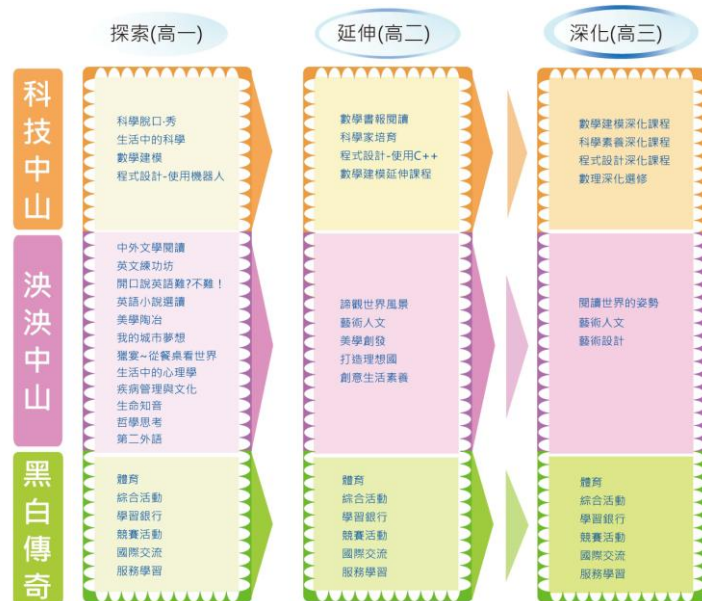 探索(高一)
延伸(高二)
深化(高三)
科技中山
科學脫口-秀
生活中的科學
數學建模
程式設計-使用機器人
數學書報閱讀
科學家培育
程式設計-使用C++
數學建模延伸課程
數學建模深化課程
科學素養深化課程
程式設計深化課程
數理深化選修
泱泱中山
中外文學閱讀
英文練功坊
開口說英語難?不難！
英語小說選讀
美學陶冶
我的城市夢想
獵宴~從餐桌看世界
生活中的心理學
疾病管理與文化
生命知音
哲學思考
第二外語
諦觀世界風景
藝術人文
美學創發
打造理想國
創意生活素養
閱讀世界的姿勢
藝術人文
藝術設計
黑白傳奇
體育
綜合活動
學習銀行
競賽活動
國際交流
服務學習
體育
綜合活動
學習銀行
競賽活動
國際交流
服務學習
體育
綜合活動
學習銀行
競賽活動
國際交流
服務學習